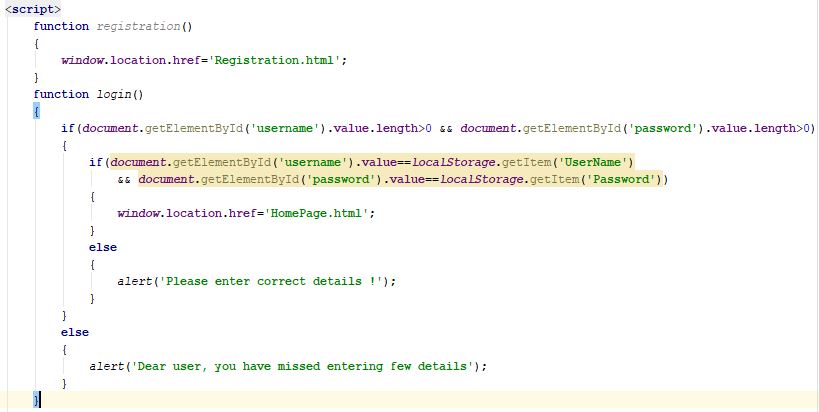 <script>
function registration()
{
window.location.href='Registration.html';
}
function login()
{
if(document.getElementById('username').value.length>0 && document.getElementById('password').value.length>0)
{
if(document.getElementById('username').value==localStorage.getItem('UserName')
&& document.getElementById('password').value==localStorage.getItem('Password'))
{
window.location.href='HomePage.html';
}
else
{
alert('Please enter correct details !');
}
}
else
{
alert('Dear user, you have missed entering few details');
}
}